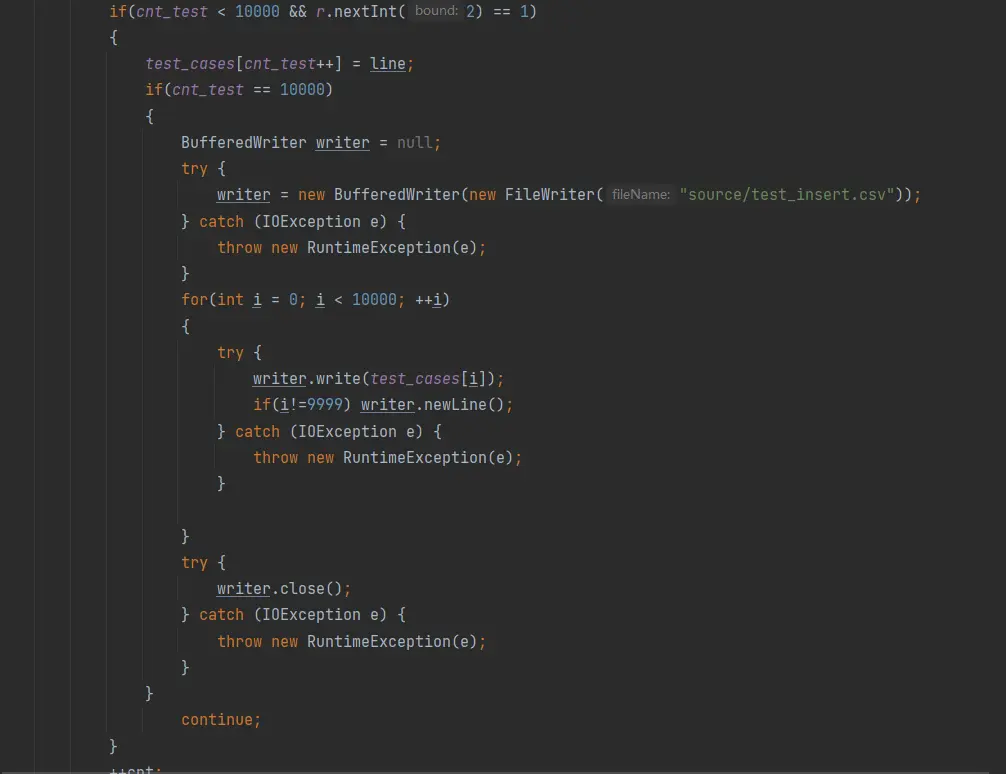 if(cnt_test < 10000 && r.nextInt( bound: 2) == 1)
{
test_cases[cnt_test++] = line;
if(cnt_test == 10000)
{
BufferedWriter writer = null;
try {
writer = new BufferedWriter(new FileWriter( fileName: "source/test_insert.csv"));
} catch (IOException e) {
throw new RuntimeException(e);
}
for(int i = 0; i < 10000; ++i)
{
try {
writer.write(test_cases[i]);
if(i!=9999) writer.newLine();
} catch (IOException e) {
throw new RuntimeException(e);
}
}
try {
writer.close();
} catch (IOException e) {
throw new RuntimeException(e);
}
}
continue;
}
++cnt;